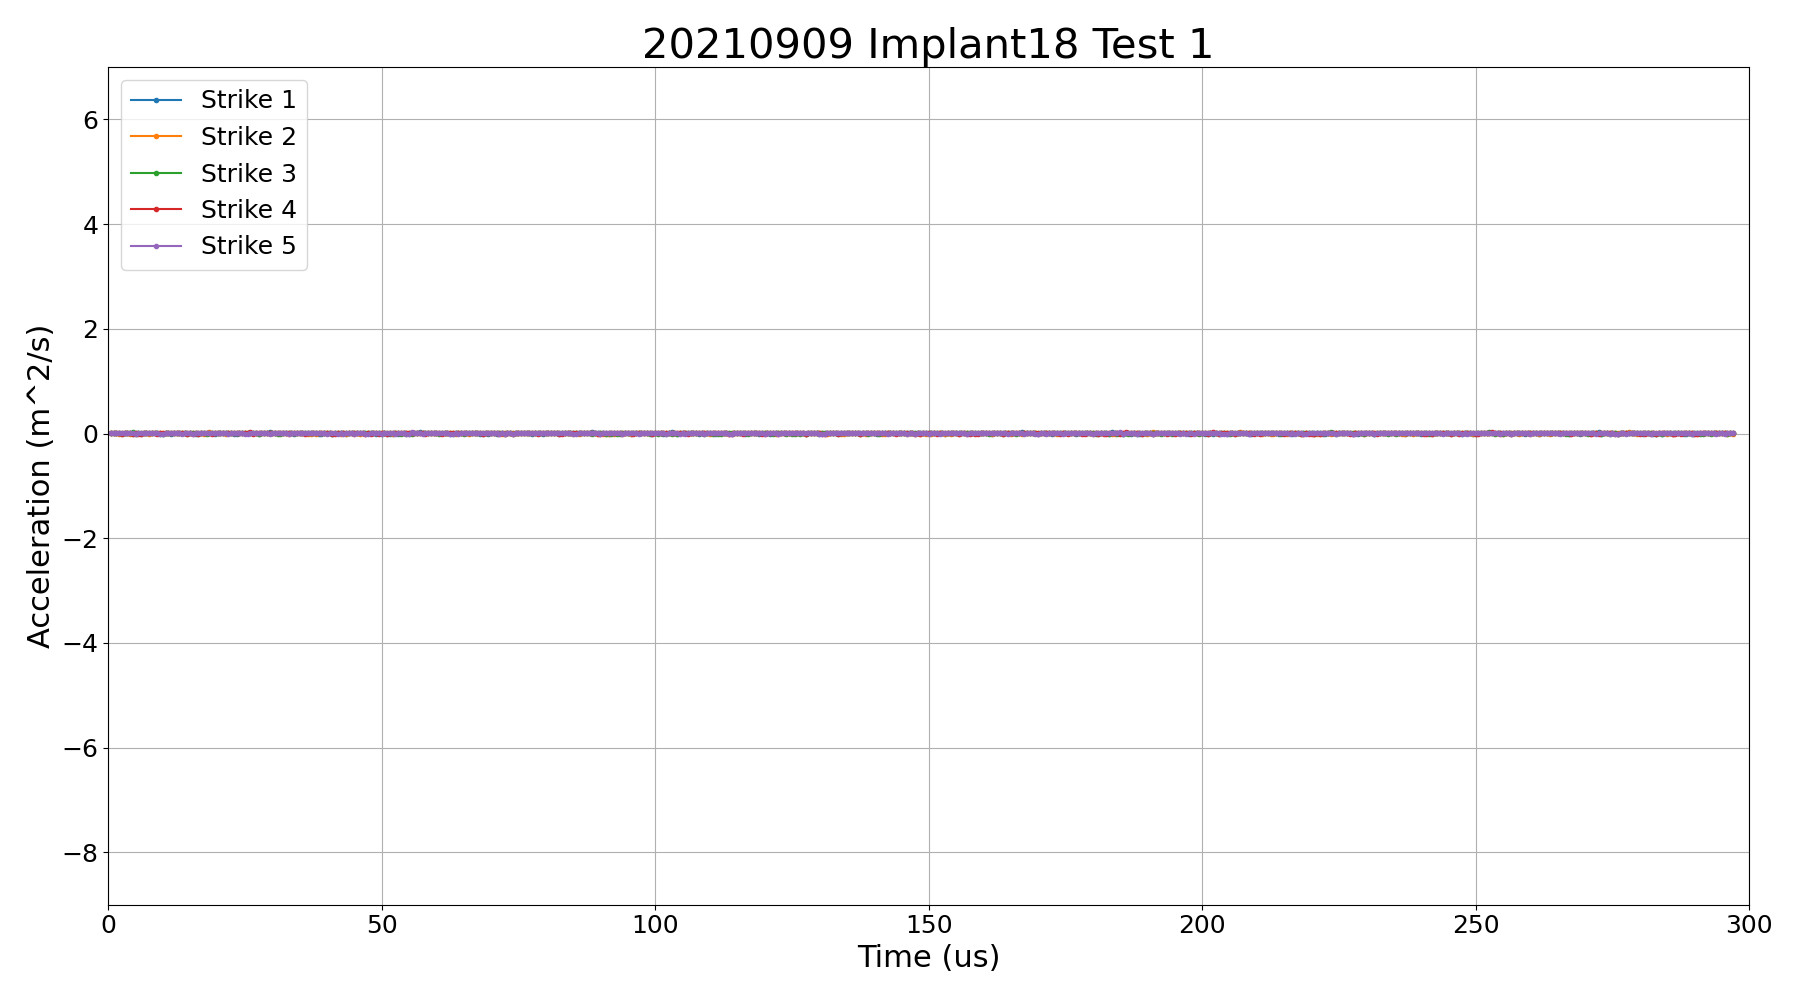 20210909 Implant18 Test 1
Strike 1
Strike 2
Strike 3
Strike 4
Strike 5
6
4
2
0
−2
−4
−6
−8
Acceleration (m^2/s)
0 50 100 150 200 250 300
Time (us)